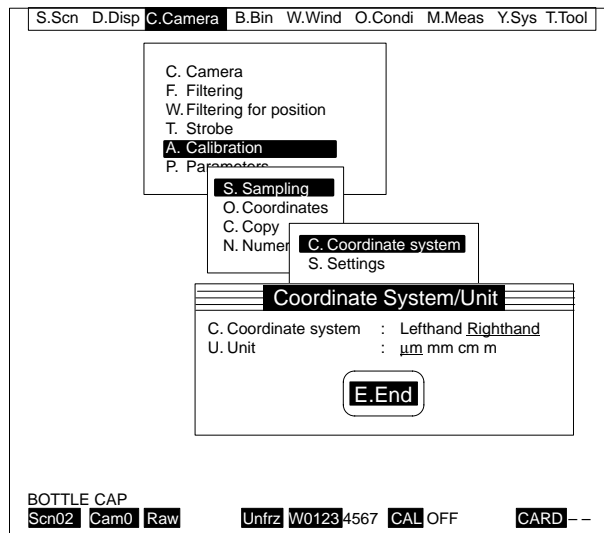 S.Scn D.Disp C.Camera B.Bin W.Wind O.Condi M.Meas Y.Sys T.Tool
C. Camera
F. Filtering
W. Filtering for position
T. Strobe
A. Calibration
P. Parameters
S. Sampling
O. Coordinates
C. Copy
N. Numer
C. Coordinate system
S. Settings
Coordinate System/Unit
C. Coordinate system : Lefthand Righthand
U. Unit : μm mm cm m
E.End
BOTTLE CAP
Scn02 Cam0 Raw Unfrz W01234567 CAL OFF CARD – –